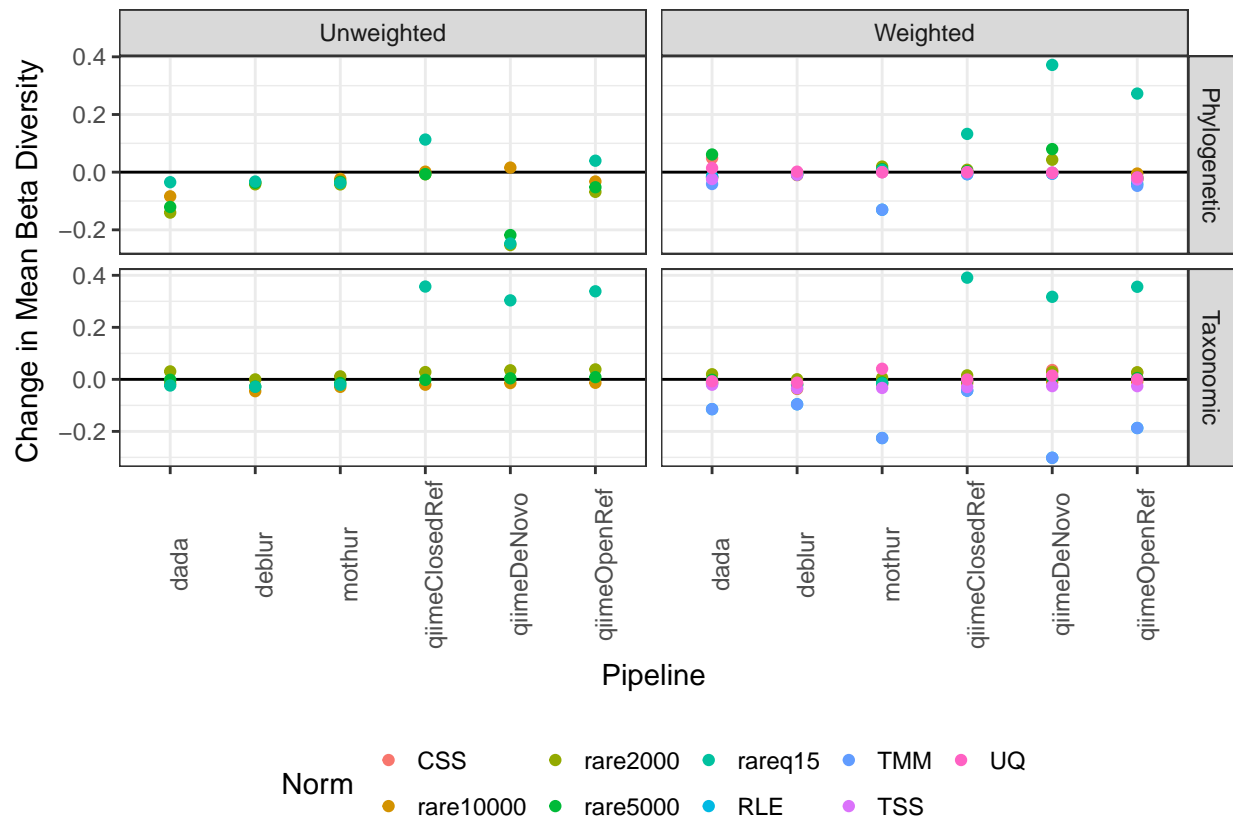 Unweighted
Weighted
Change in Mean Beta Diversity
0.4
0.2
0.0
−0.2
Phylogenetic
0.4
0.2
0.0
−0.2
Taxonomic
dada
deblur
mothur
qiimeClosedRef
qiimeDeNovo
qiimeOpenRef
dada
deblur
mothur
qiimeClosedRef
qiimeDeNovo
qiimeOpenRef
Pipeline
Norm
CSS
rare2000
rareq15
TMM
UQ
rare10000
rare5000
RLE
TSS